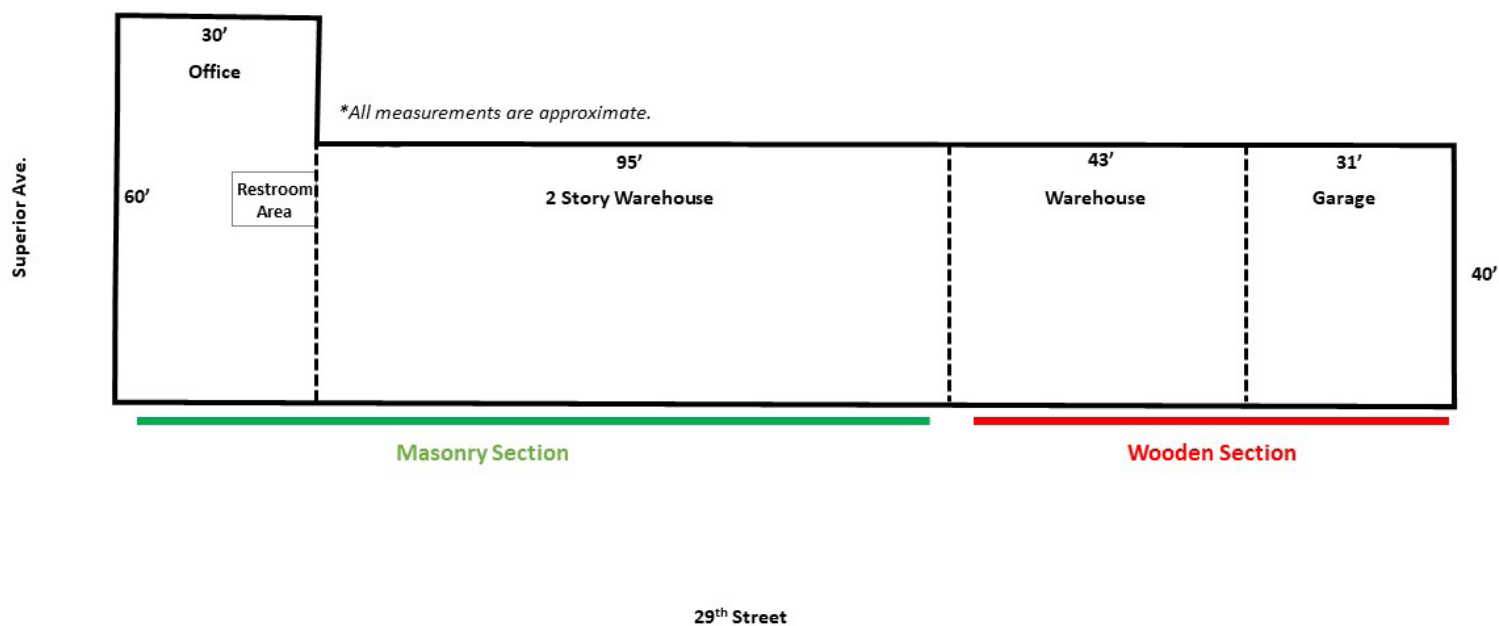 30’
Office
*All measurements are approximate.
95’
43’
31’
2 Story Warehouse
Warehouse
Garage
Superior Ave.
60’
Restroom
Area
40’
Masonry Section
Wooden Section
29th Street